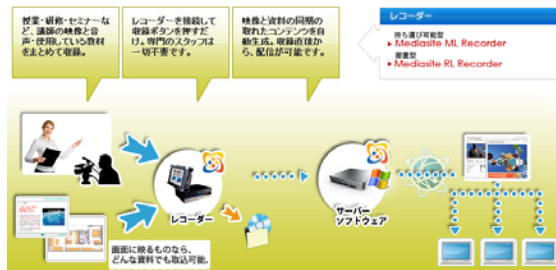 授業・研修・セミナーな
ど、講師の映像と音
声・使用している教材
をまとめて収録。
レコーダーを接続して
収録ボタンを押すだ
け。専門のスタッフは
一切不要です。
映像と資料の同期の
取れたコンテンツを自
動生成。収録直後か
ら、配信が可能です。
レコーダー
持ち運び可能型
Mediasite ML Recorder
据置型
Mediasite RL Recorder
レコーダー
サーバー
ソフトウェア
画面に映るものなら、
どんな資料でも取込可能。